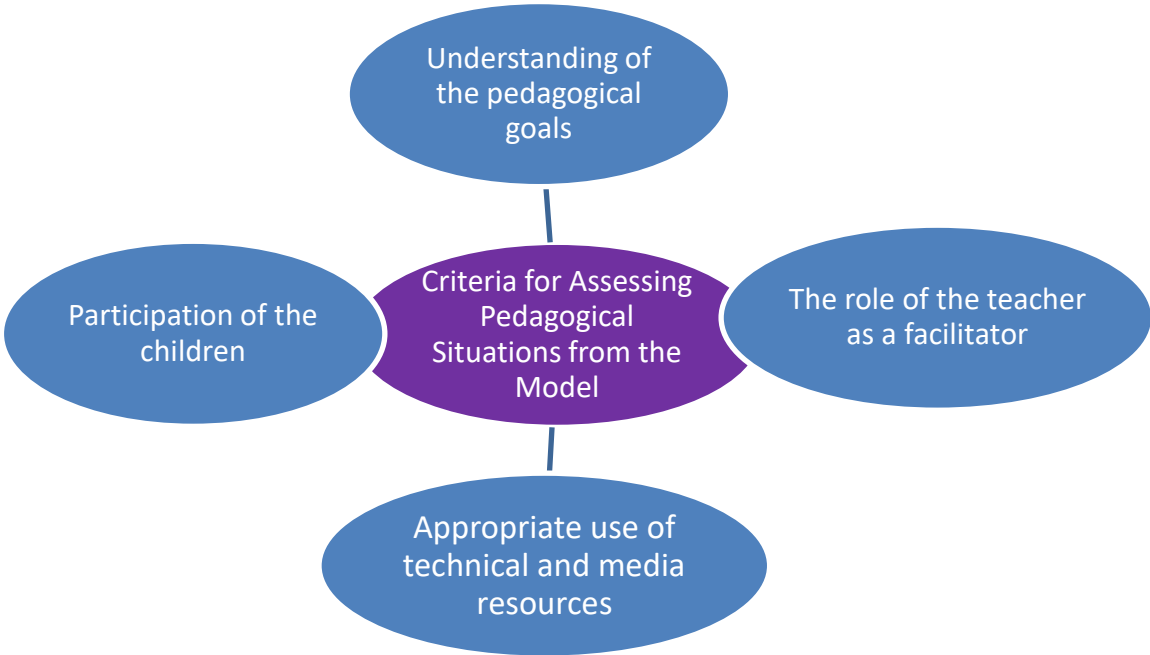 Understanding of
the pedagogical
goals
Participation of the
children
Criteria for Assessing
Pedagogical
Situations from the
Model
The role of the teacher
as a facilitator
Appropriate use of
technical and media
resources